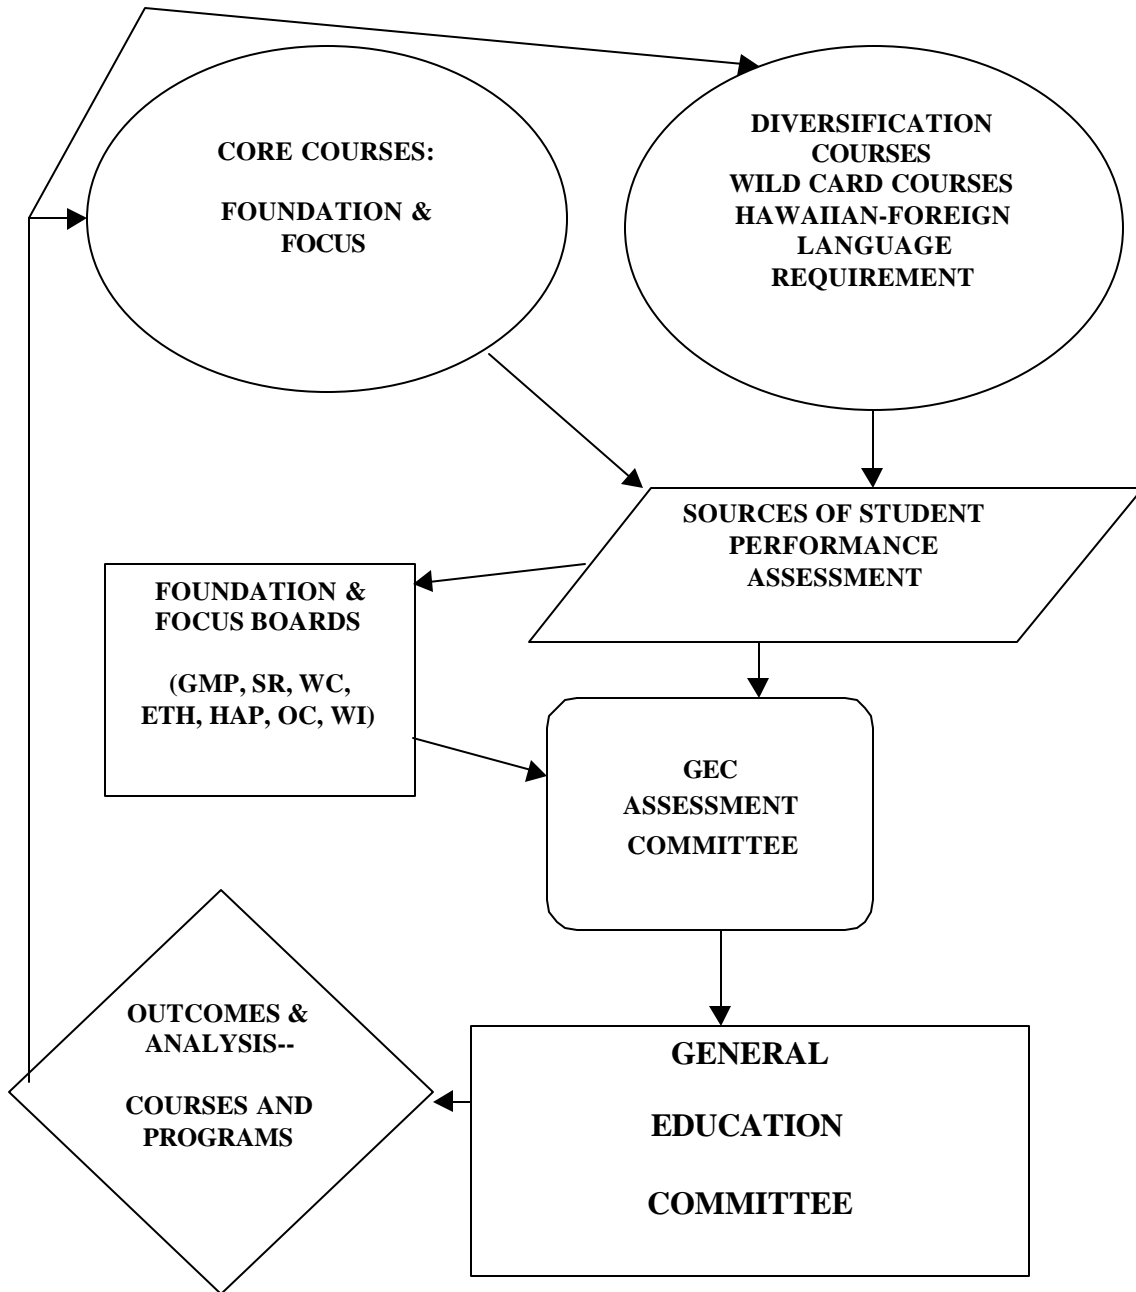 CORE COURSES:
FOUNDATION &
FOCUS
DIVERSIFICATION
COURSES
WILD CARD COURSES
HAWAIIAN-FOREIGN
LANGUAGE
REQUIREMENT
SOURCES OF STUDENT
PERFORMANCE
ASSESSMENT
FOUNDATION &
FOCUS BOARDS
(GMP, SR, WC,
ETH, HAP, OC, WI)
GEC
ASSESSMENT
COMMITTEE
OUTCOMES &
ANALYSIS--
COURSES AND
PROGRAMS
GENERAL
EDUCATION
COMMITTEE